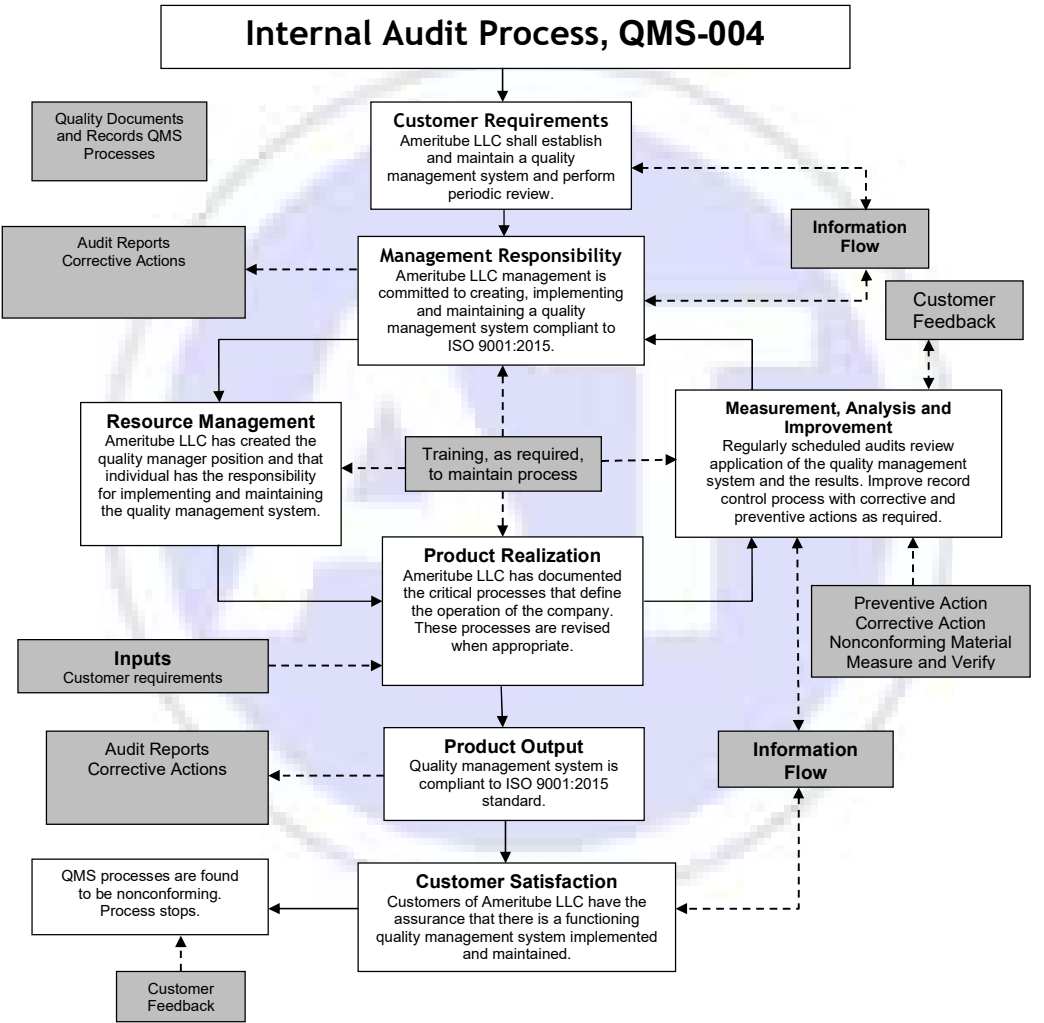 Internal Audit Process, QMS-004
Quality Documents
and Records QMS
Processes
Customer Requirements
Ameritube LLC shall establish
and maintain a quality
management system and perform
periodic review.
Information
Flow
Audit Reports
Corrective Actions
Management Responsibility
Ameritube LLC management is
committed to creating, implementing
and maintaining a quality
management system compliant to
ISO 9001:2015.
Customer
Feedback
Resource Management
Ameritube LLC has created the
quality manager position and that
individual has the responsibility
for implementing and maintaining
the quality management system.
Training, as required,
to maintain process
Measurement, Analysis and
Improvement
Regularly scheduled audits review
application of the quality management
system and the results. Improve record
control process with corrective and
preventive actions as required.
Product Realization
Ameritube LLC has documented
the critical processes that define
the operation of the company.
These processes are revised
when appropriate.
Preventive Action
Corrective Action
Nonconforming Material
Measure and Verify
Inputs
Customer requirements
Audit Reports
Corrective Actions
Product Output
Quality management system is
compliant to ISO 9001:2015
standard.
Information
Flow
QMS processes are found
to be nonconforming.
Process stops.
Customer Satisfaction
Customers of Ameritube LLC have the
assurance that there is a functioning
quality management system implemented
and maintained.
Customer
Feedback